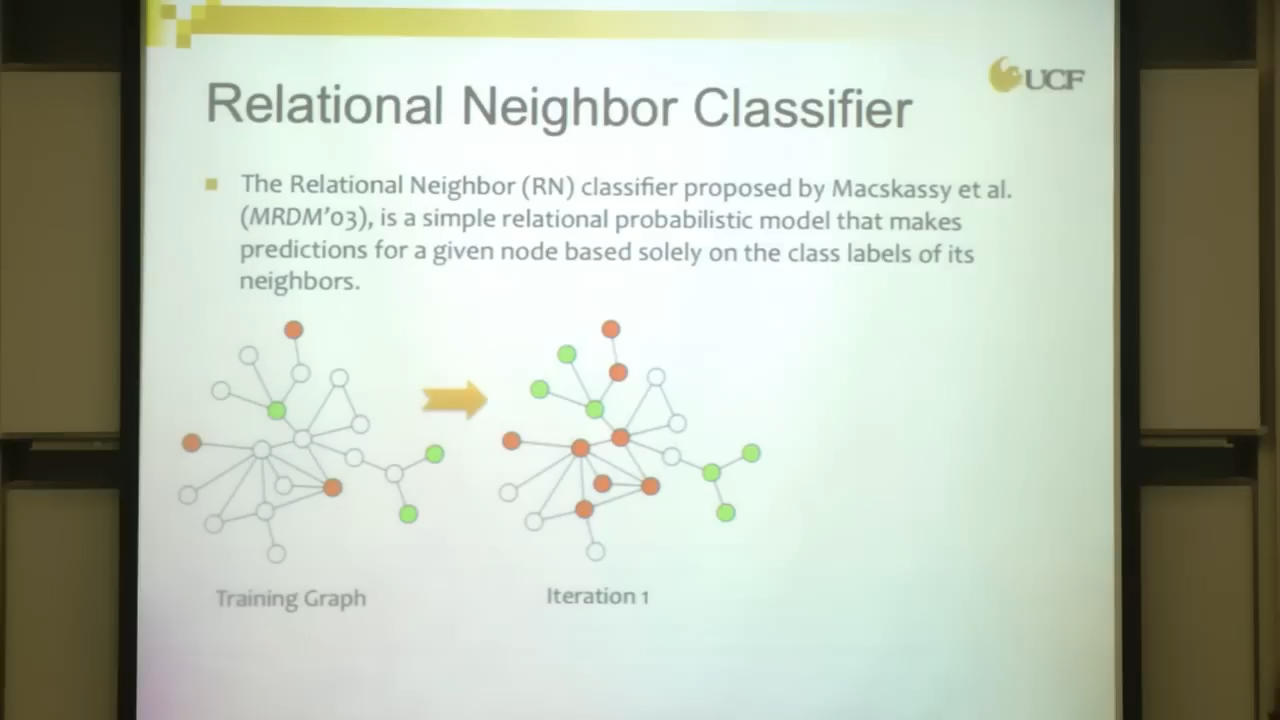 UCF
Relational Neighbor Classifier
The Relational Neighbor (RN) classifier proposed by Macskassy et al.
(MRDM'03), is a simple relational probabilistic model that makes
predictions for a given node based solely on the class labels of its
neighbors.
Training Graph
Iteration 1